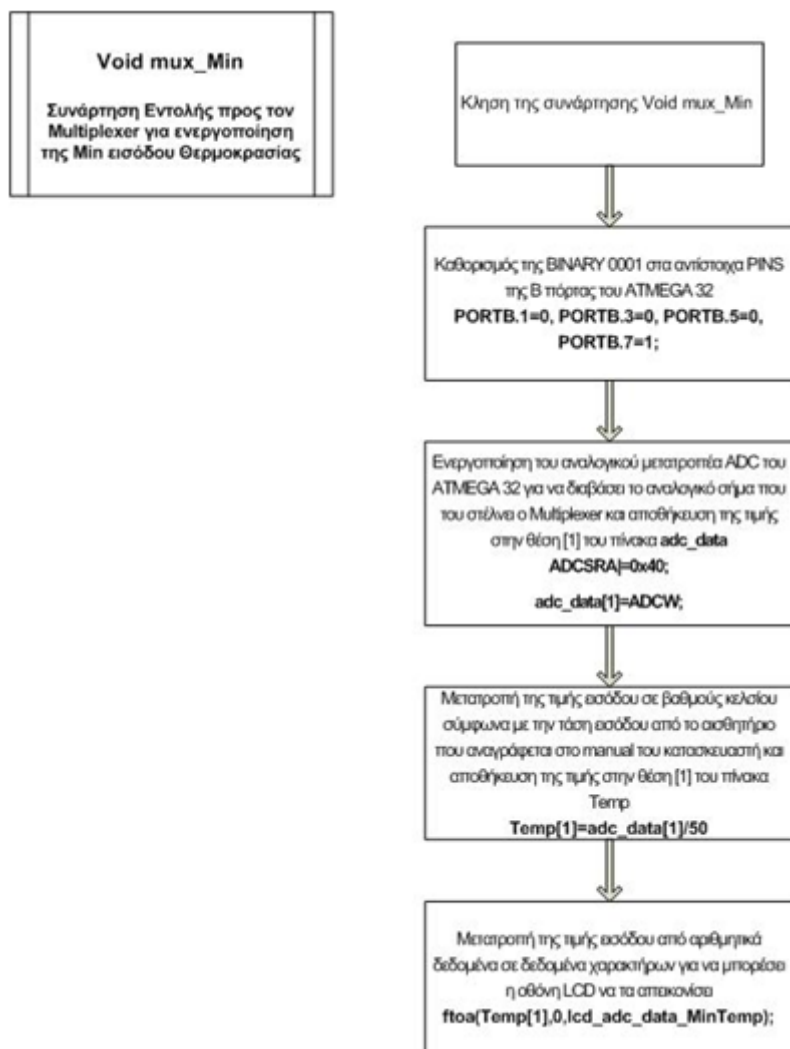 Void mux_Min
Συνάρτηση Εντολής προς τον
Multiplexer για ενεργοποίηση
της Min εισόδου Θερμοκρασίας
Κληση της συνάρτησης Void mux_Min
Καθορισμός της BINARY 0001 στα αντίστοιχα PINS
της Β πόρτας του ATMEGA 32
PORTB.1=0, PORTB.3=0, PORTB.5=0,
PORTB.7=1;
Ενεργοποίηση του αναλογικού μετατροπέα ADC του
ATMEGA 32 για να διαβάσει το αναλογικό σήμα που
του στέλνει ο Multiplexer και αποθήκευση της τιμής
στην θέση [1] του πίνακα adc_data
ADCSRA|=0x40;
adc_data[1]=ADCW;
Μετατροπή της τιμής εισόδου σε βαθμούς κελσίου
σύμφωνα με την τάση εισόδου από το αισθητήριο
που αναγράφεται στο manual του κατασκευαστή και
αποθήκευση της τιμής στην θέση [1] του πίνακα
Temp
Temp[1]=adc_data[1]/50
Μετατροπή της τιμής εισόδου από αριθμητικά
δεδομένα σε δεδομένα χαρακτήρων για να μπορέσει
η οθόνη LCD να τα απεικονίσει
ftoa(Temp[1],0,lcd_adc_data_MinTemp);